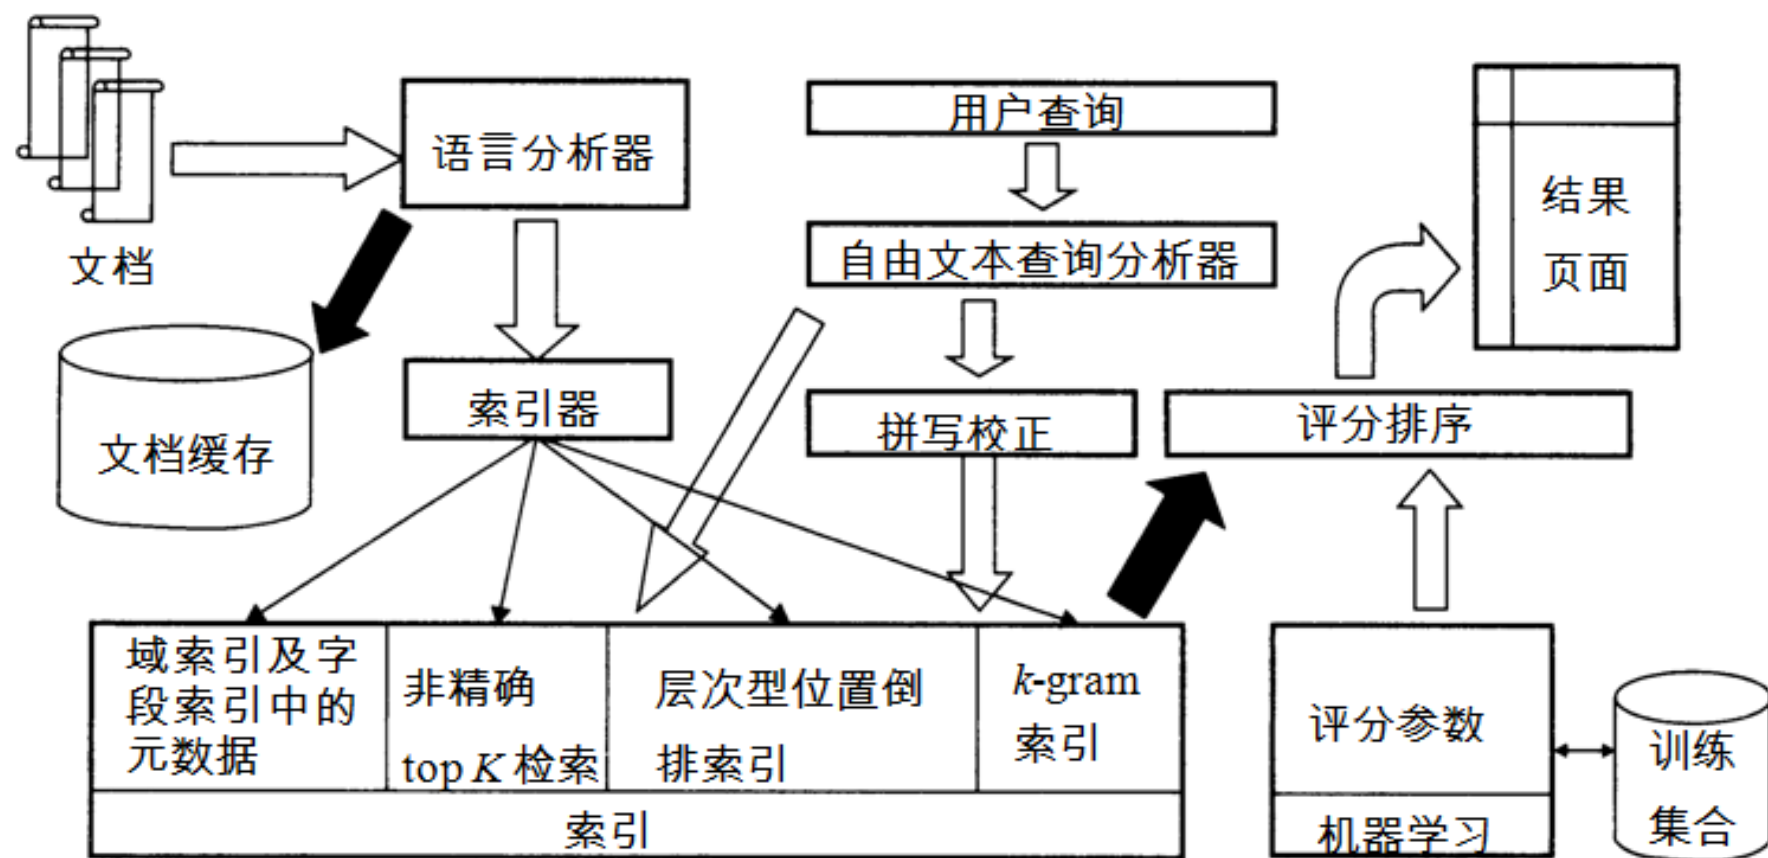 用户查询
语言分析器
结果
页面
文档
自由文本查询分析器
索引器
拼写校正
评分排序
文档缓存
域索引及字
段索引中的
元数据
非精确
top K 检索
层次型位置倒
排索引
k-gram
索引
索引
评分参数
机器学习
训练
集合